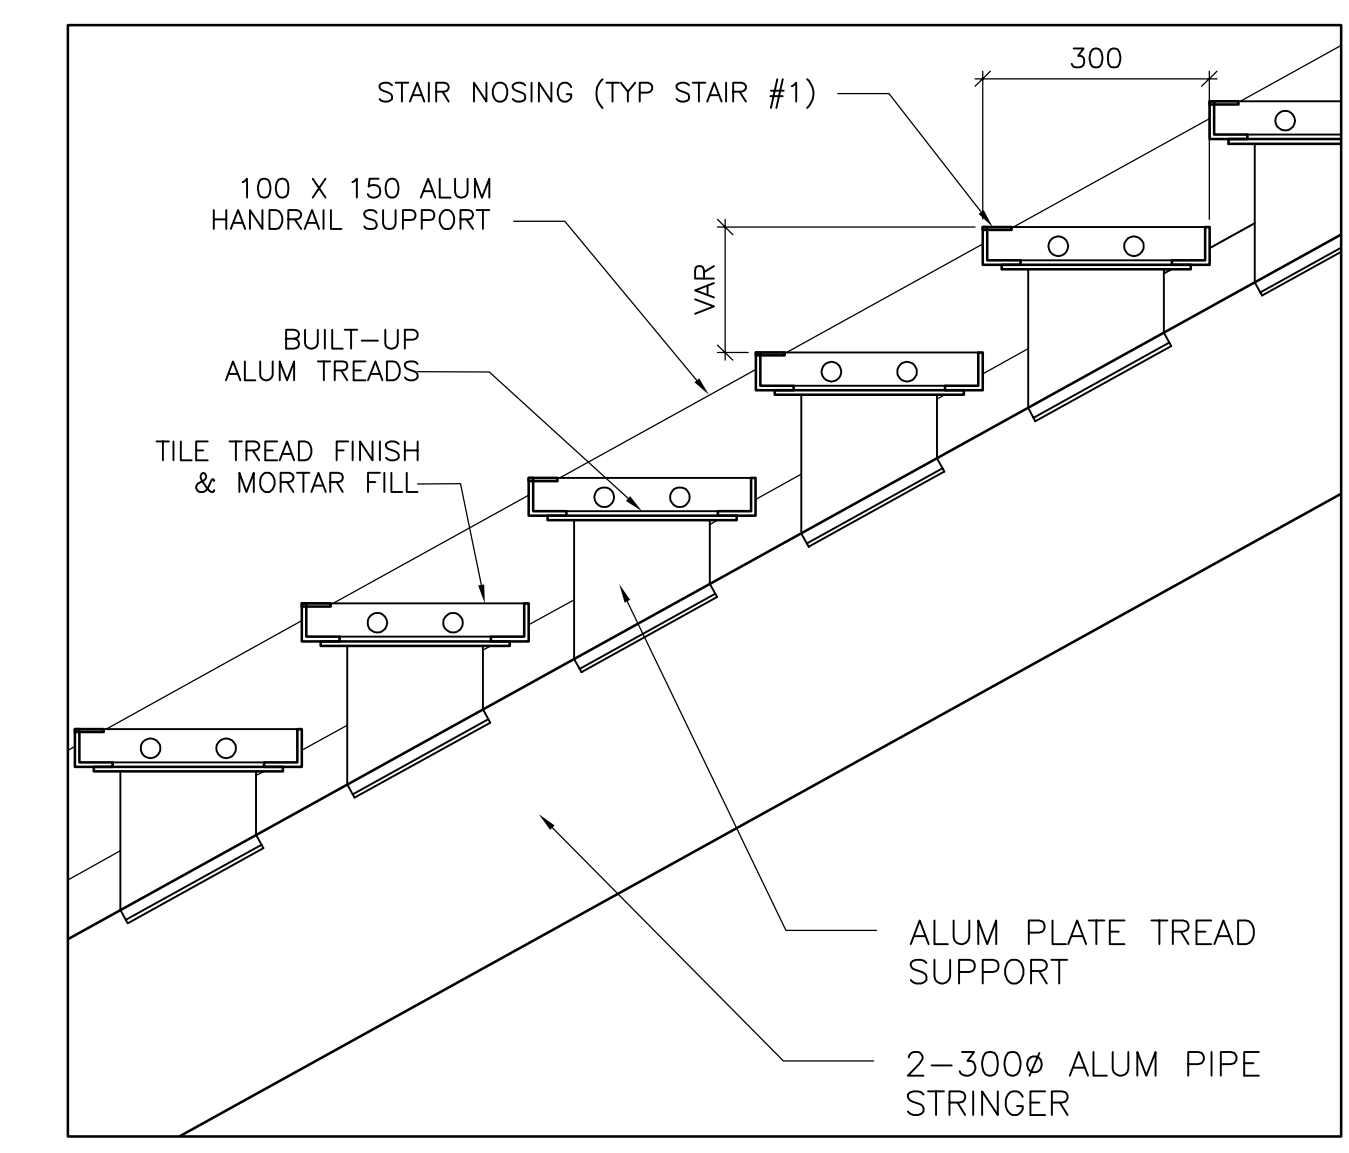 300
STAIR NOSING (TYP STAIR #1)
100 X 150 ALUM
HANDRAIL SUPPORT
VAR
BUILT-UP
ALUM TREADS
TILE TREAD FINISH
& MORTAR FILL
ALUM PLATE TREAD
SUPPORT
2-300ø ALUM PIPE
STRINGER